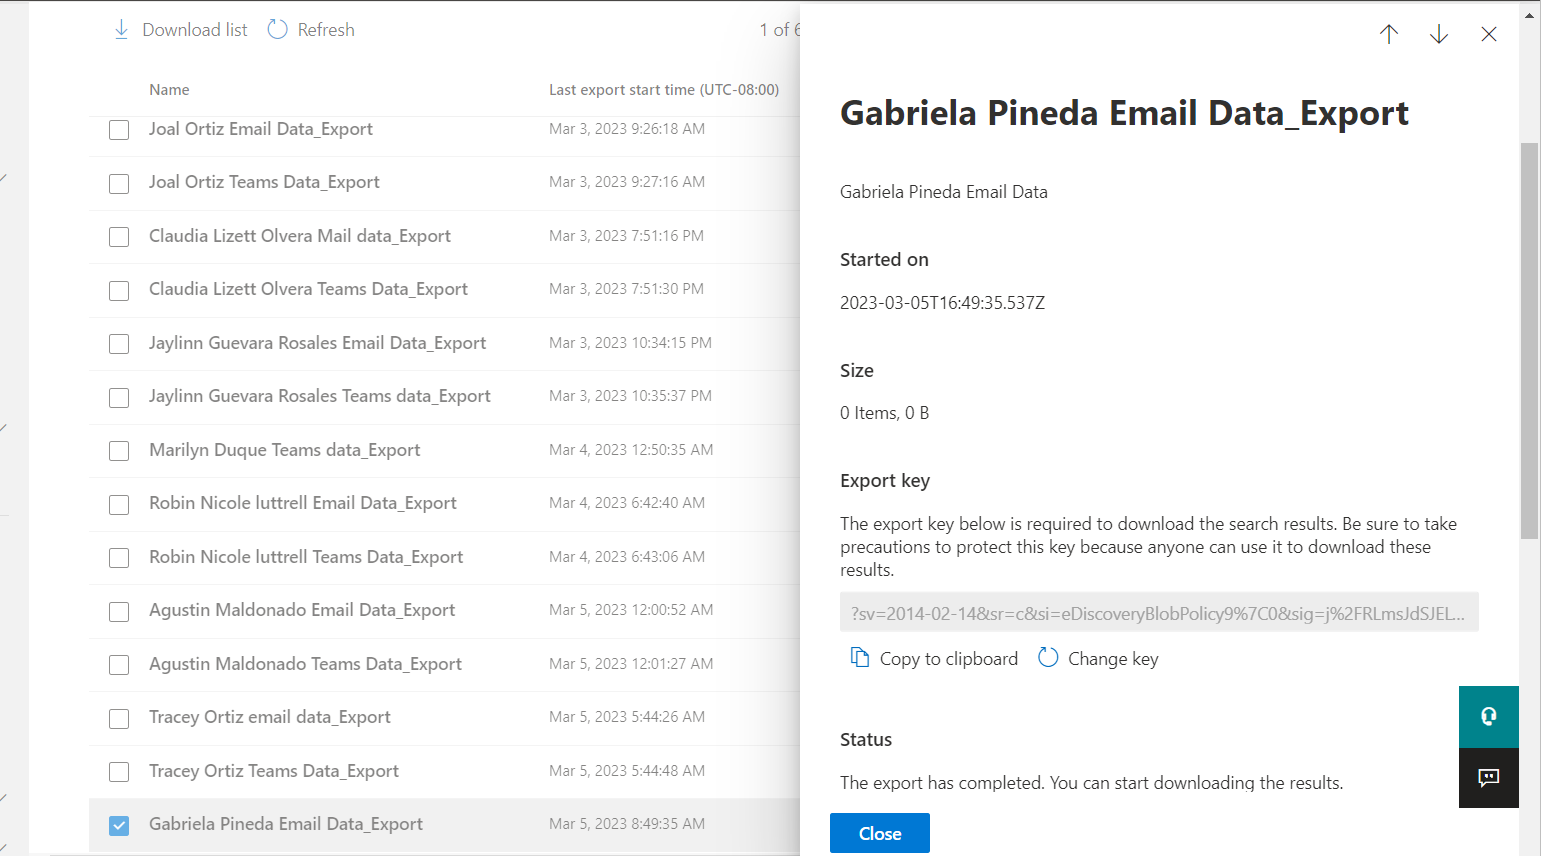 Download list
Refresh
1 of 6
Name
Last export start time (UTC-08:00)
Joal Ortiz Email Data_Export
Mar 3, 2023 9:26:18 AM
Joal Ortiz Teams Data_Export
Mar 3, 2023 9:27:16 AM
Claudia Lizett Olvera Mail data_Export
Mar 3, 2023 7:51:16 PM
Claudia Lizett Olvera Teams Data_Export
Mar 3, 2023 7:51:30 PM
Jaylinn Guevara Rosales Email Data_Export
Mar 3, 2023 10:34:15 PM
Jaylinn Guevara Rosales Teams data_Export
Mar 3, 2023 10:35:37 PM
Marilyn Duque Teams data_Export
Mar 4, 2023 12:50:35 AM
Robin Nicole luttrell Email Data_Export
Mar 4, 2023 6:42:40 AM
Robin Nicole luttrell Teams Data_Export
Mar 4, 2023 6:43:06 AM
Agustin Maldonado Email Data_Export
Mar 5, 2023 12:00:52 AM
Agustin Maldonado Teams Data_Export
Mar 5, 2023 12:01:27 AM
Tracey Ortiz email data_Export
Mar 5, 2023 5:44:26 AM
Tracey Ortiz Teams Data_Export
Mar 5, 2023 5:44:48 AM
Gabriela Pineda Email Data_Export
Mar 5, 2023 8:49:35 AM
Gabriela Pineda Email Data_Export
Gabriela Pineda Email Data
Started on
2023-03-05T16:49:35.537Z
Size
0 Items, 0 B
Export key
The export key below is required to download the search results. Be sure to take
precautions to protect this key because anyone can use it to download these
results.
?sv=2014-02-14&sr=c&si=eDiscoveryBlobPolicy9%7C0&sig=j%2FRLmsJdSJEL...
Copy to clipboard
Change key
Status
The export has completed. You can start downloading the results.
Close